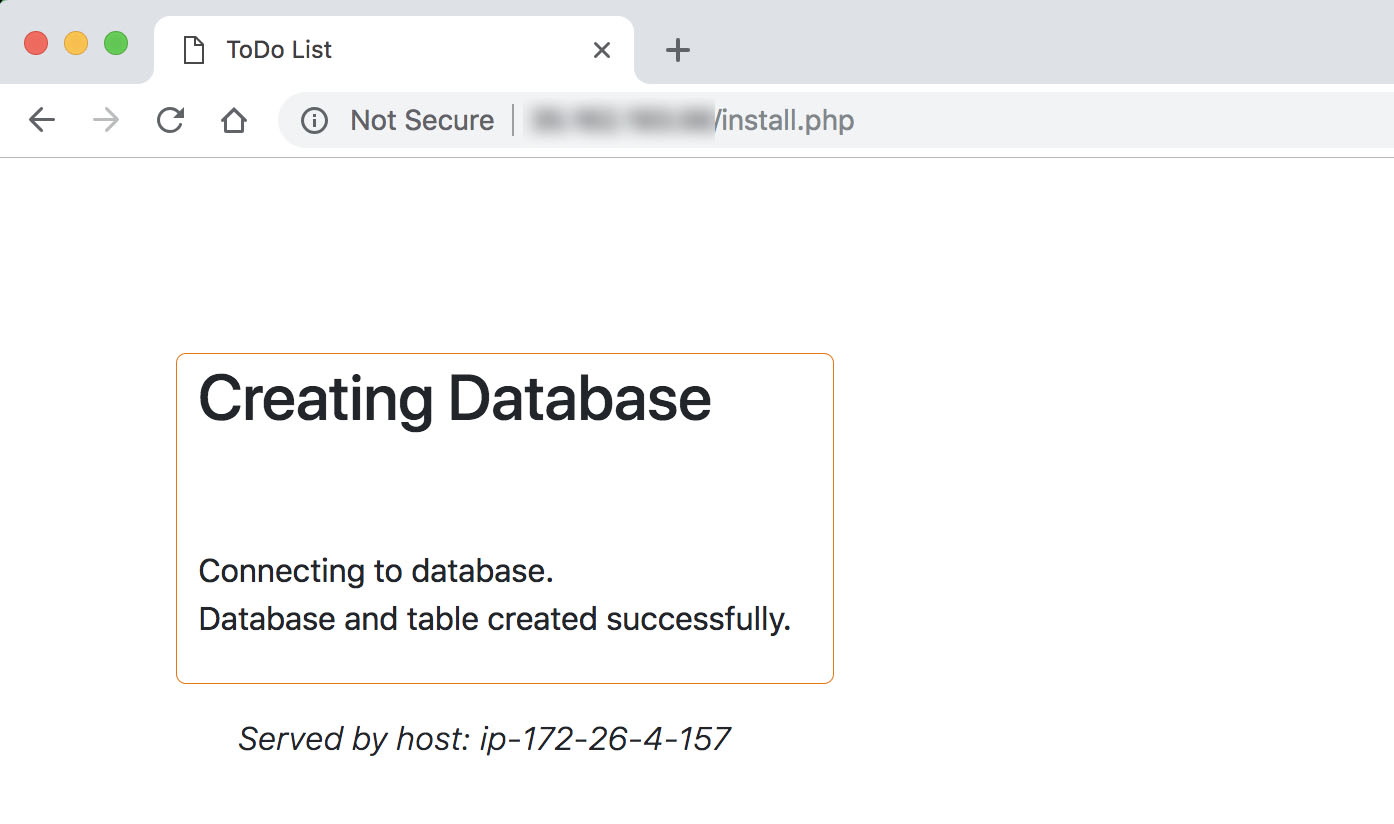 ToDo List
Not Secure /install.php
Creating Database
Connecting to database.
Database and table created successfully.
Served by host: ip-172-26-4-157